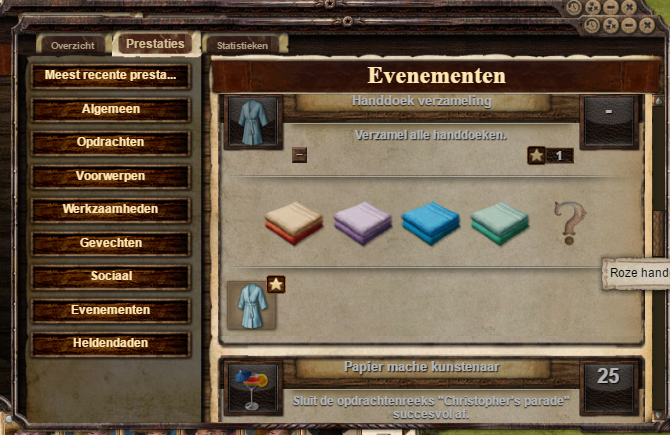 Overzicht
Prestaties
Statistieken
Meest recente presta...
Algemeen
Opdrachten
Voorwerpen
Werkzaamheden
Gevechten
Sociaal
Evenementen
Heldendaden
Evenementen
Handdoek verzameling
-
Verzamel alle handdoeken.
1
Roze hand
Papier mache kunstenaar
25
Sluit de opdrachtenreeks "Christopher's parade"
succesvol af.